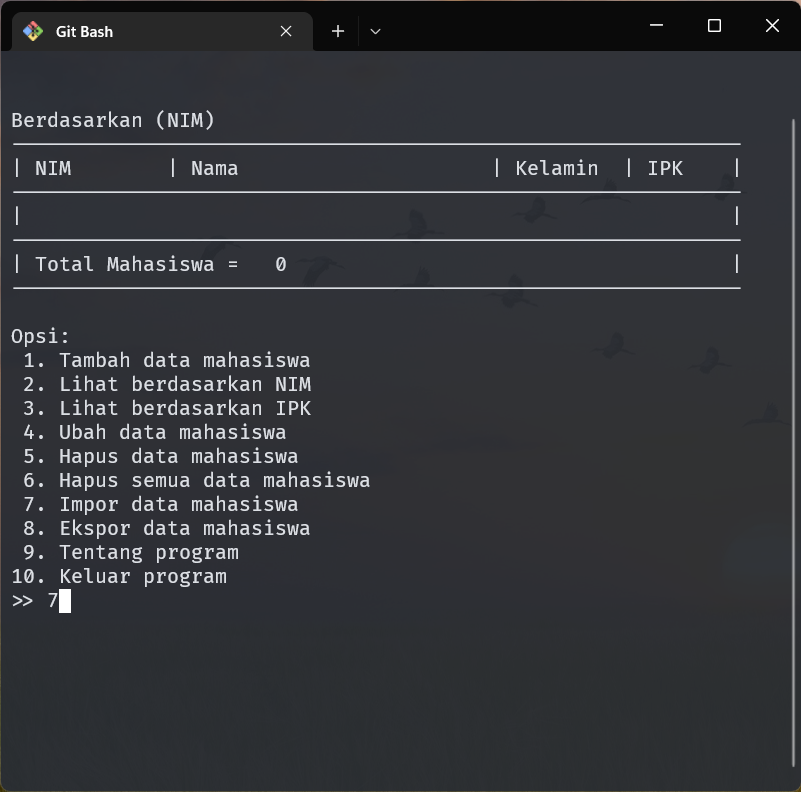 Git Bash
Berdasarkan (NIM)
| NIM | Nama | Kelamin | IPK |
| |
| Total Mahasiswa = 0 |
Opsi:
1. Tambah data mahasiswa
2. Lihat berdasarkan NIM
3. Lihat berdasarkan IPK
4. Ubah data mahasiswa
5. Hapus data mahasiswa
6. Hapus semua data mahasiswa
7. Impor data mahasiswa
8. Ekspor data mahasiswa
9. Tentang program
10. Keluar program
>> 7